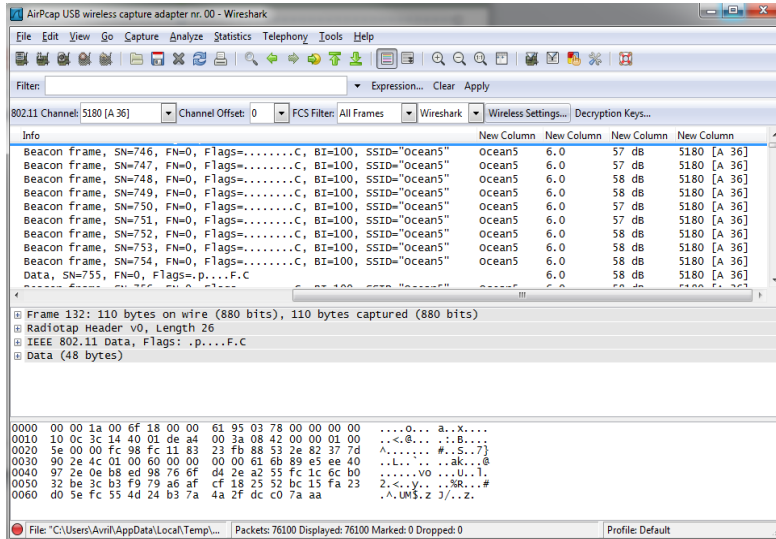 AirPcap USB wireless capture adapter nr. 00 - Wireshark
File Edit View Go Capture Analyze Statistics Telephony Tools Help
Filter: Expression... Clear Apply
802.11 Channel: 5180 [A 36] Channel Offset: 0 FCS Filter: All Frames Wireshark Wireless Settings... Decryption Keys...
Info New Column New Column New Column New Column
Beacon frame, SN=746, FN=0, Flags=........C, BI=100, SSID="Ocean5" Ocean5 6.0 57 dB 5180 [A 36]
Beacon frame, SN=747, FN=0, Flags=........C, BI=100, SSID="Ocean5" Ocean5 6.0 57 dB 5180 [A 36]
Beacon frame, SN=748, FN=0, Flags=........C, BI=100, SSID="Ocean5" Ocean5 6.0 58 dB 5180 [A 36]
Beacon frame, SN=749, FN=0, Flags=........C, BI=100, SSID="Ocean5" Ocean5 6.0 58 dB 5180 [A 36]
Beacon frame, SN=750, FN=0, Flags=........C, BI=100, SSID="Ocean5" Ocean5 6.0 57 dB 5180 [A 36]
Beacon frame, SN=751, FN=0, Flags=........C, BI=100, SSID="Ocean5" Ocean5 6.0 57 dB 5180 [A 36]
Beacon frame, SN=752, FN=0, Flags=........C, BI=100, SSID="Ocean5" Ocean5 6.0 58 dB 5180 [A 36]
Beacon frame, SN=753, FN=0, Flags=........C, BI=100, SSID="Ocean5" Ocean5 6.0 58 dB 5180 [A 36]
Beacon frame, SN=754, FN=0, Flags=........C, BI=100, SSID="Ocean5" Ocean5 6.0 58 dB 5180 [A 36]
Data, SN=755, FN=0, Flags=.p....F.C 6.0 58 dB 5180 [A 36]
Frame 132: 110 bytes on wire (880 bits), 110 bytes captured (880 bits)
Radiotap Header v0, Length 26
IEEE 802.11 Data, Flags: .p....F.C
Data (48 bytes)
0000 00 00 1a 00 6f 18 00 00 61 95 03 78 00 00 00 00 ....o... a..x....
0010 10 0c 3c 14 40 01 de a4 00 3a 08 42 00 00 01 00 ..<.@... .:.B....
0020 5e 00 00 fc 98 fc 11 83 23 fb 88 53 2e 82 37 7d ^....... #..S..7}
0030 90 2e 4c 01 00 60 00 00 00 00 61 6b 89 e5 ee 40 ..L..`.. ..ak...@
0040 97 2e 0e b8 ed 98 76 6f d4 2e a2 55 fc 1c 6e b0 ......vo ...U..l.
0050 32 be 3c b3 f9 79 a6 af cf 18 25 52 bc 15 fa 23 2.<..y.. ..%R...#
0060 d0 5e fc 55 4d 24 b3 7a 4a 2f dc c0 7a aa .^.UM$.z J/..z.
File: "C:\Users\Avril\AppData\Local\Temp\... Packets: 76100 Displayed: 76100 Marked: 0 Dropped: 0 Profile: Default